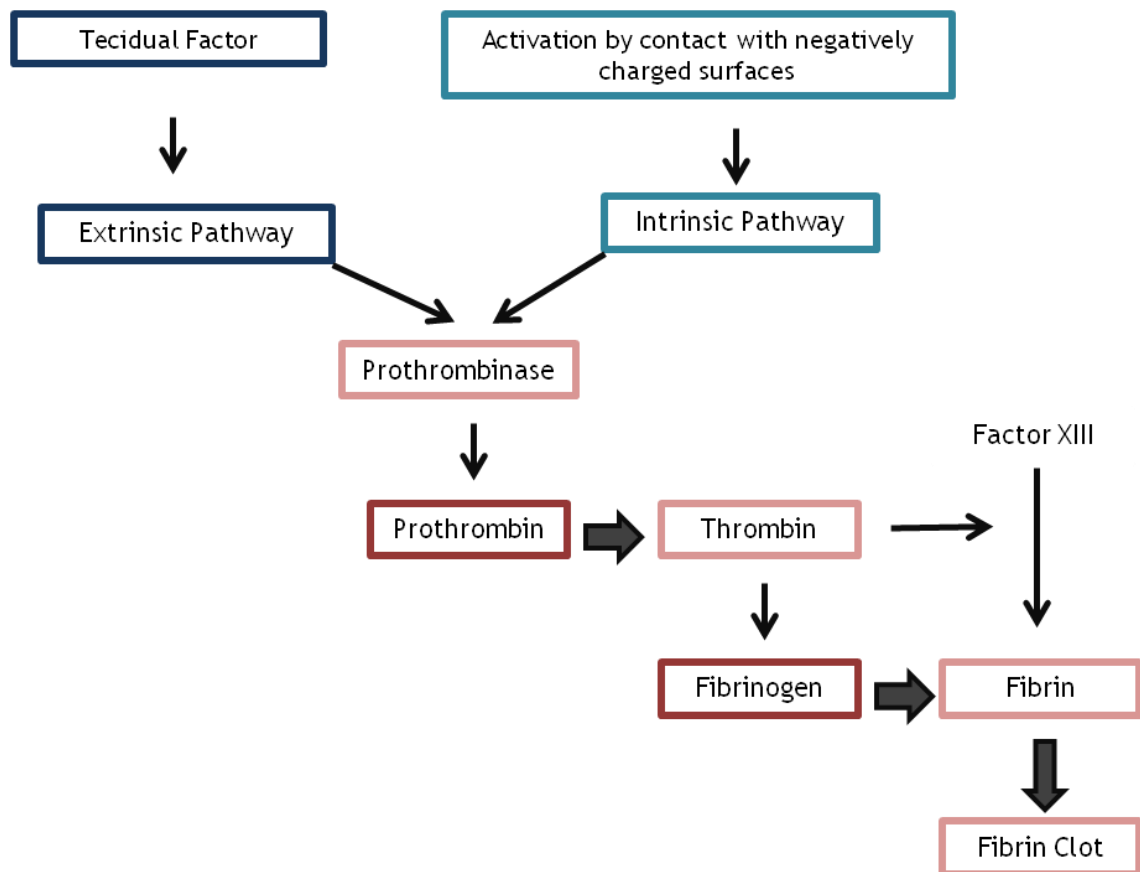 Tecidual Factor
Activation by contact with negatively
charged surfaces
Extrinsic Pathway
Intrinsic Pathway
Prothrombinase
Factor XIII
Prothrombin
Thrombin
Fibrinogen
Fibrin
Fibrin Clot